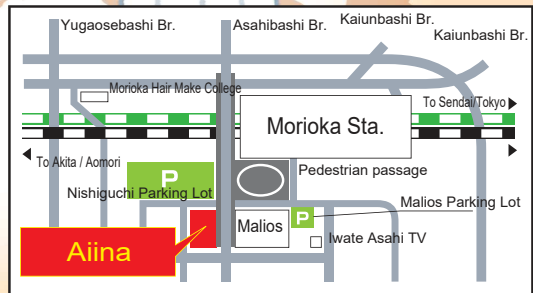 Yugaosebashi Br.
Asahibashi Br.
Kaiunbashi Br.
Kaiunbashi Br.
Morioka Hair Make College
To Sendai/Tokyo
Morioka Sta.
To Akita / Aomori
P
Pedestrian passage
Nishiguchi Parking Lot
Malios Parking Lot
P
Malios
Iwate Asahi TV
Aiina